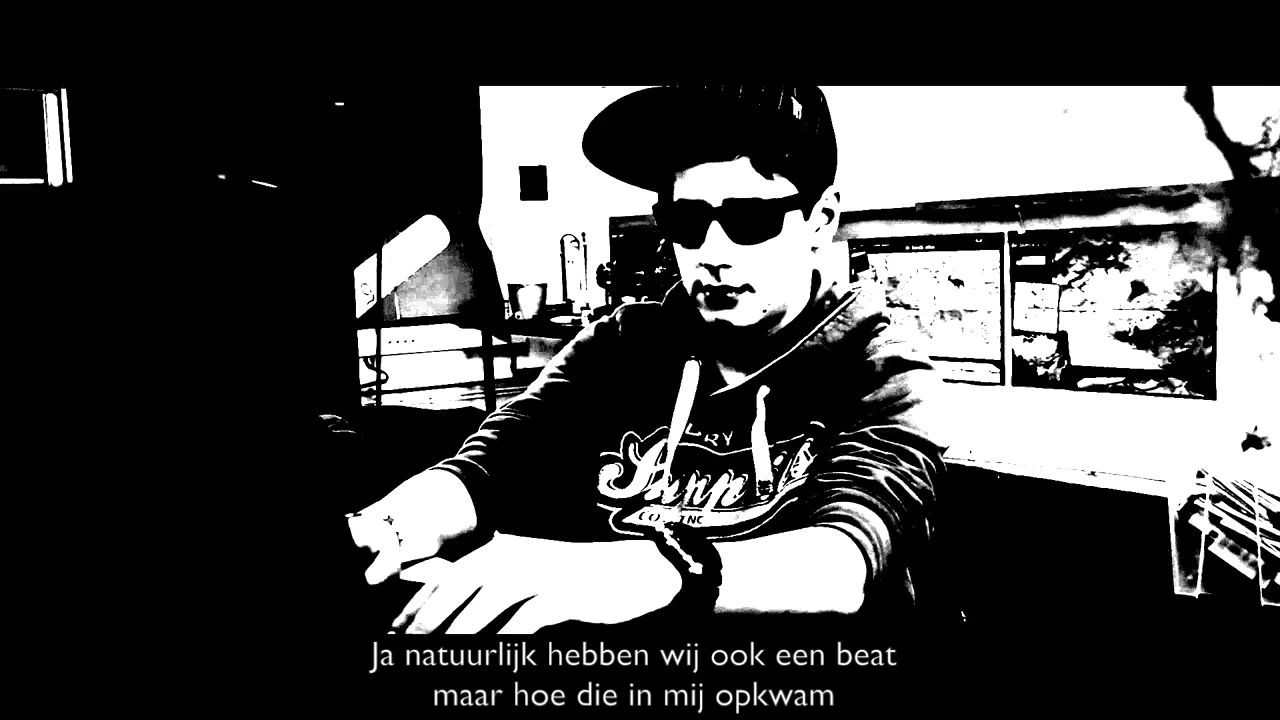 Ja natuurlijk hebben wij ook een beat
maar hoe die in mij opkwam